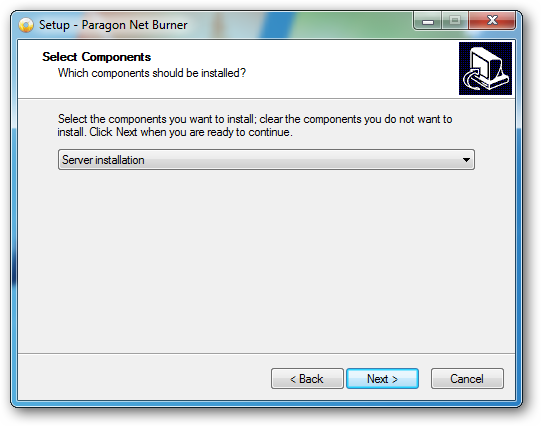 Setup - Paragon Net Burner
Select Components
Which components should be installed?
Select the components you want to install; clear the components you do not want to
install. Click Next when you are ready to continue.
Server installation
< Back
Next >
Cancel